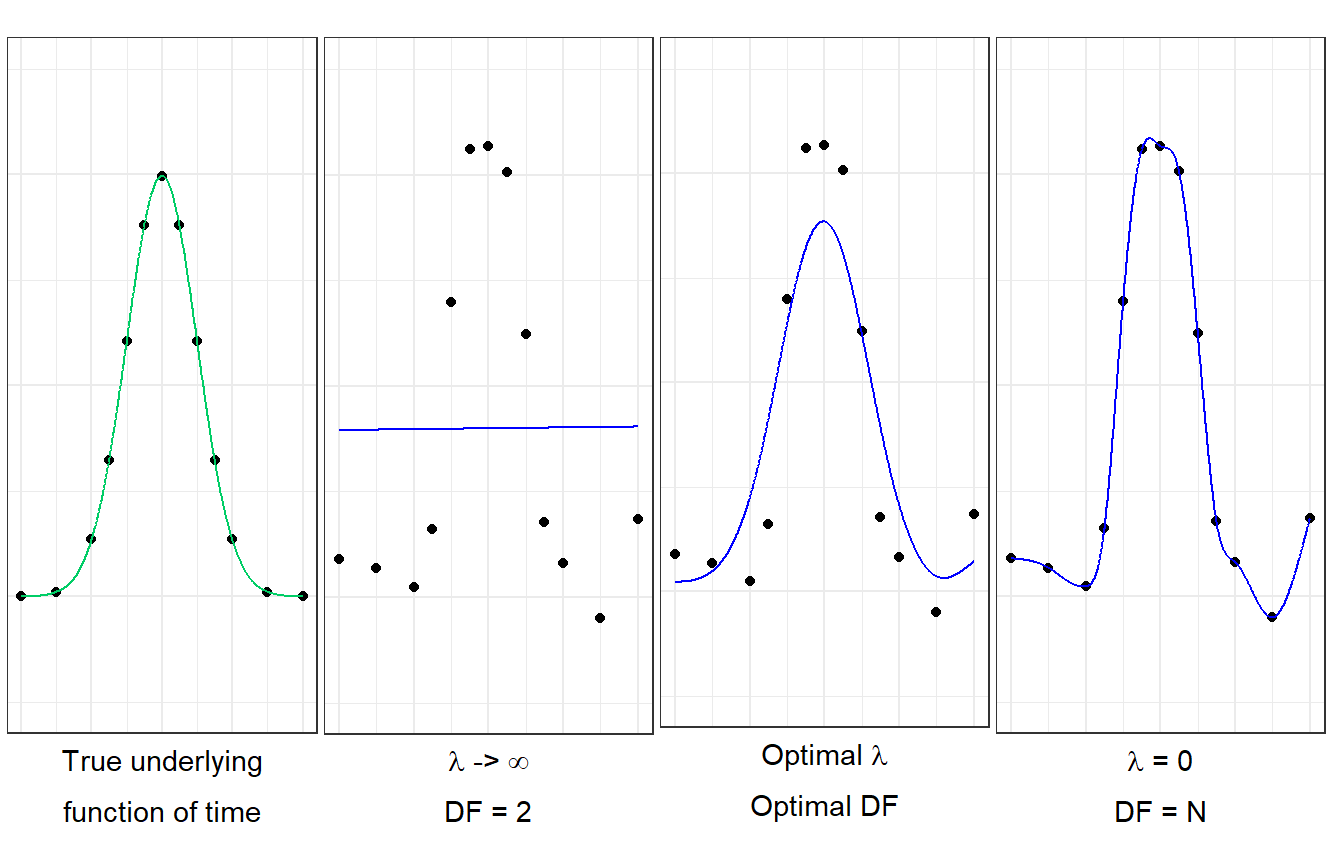 True underlying
function of time
λ -> ∞
DF = 2
Optimal λ
Optimal DF
λ = 0
DF = N